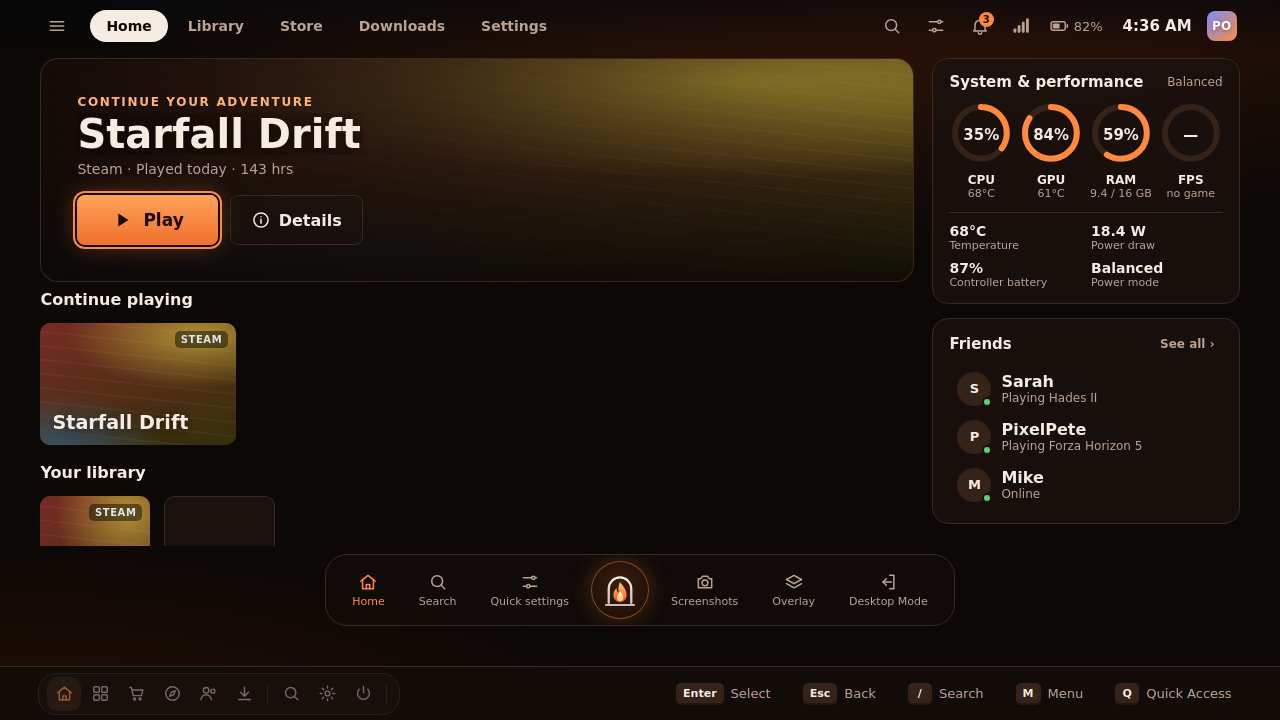 Home
Library
Store
Downloads
Settings
3
82%
4:36 AM
PO
CONTINUE YOUR ADVENTURE
Starfall Drift
Steam · Played today · 143 hrs
Play
Details
Continue playing
STEAM
Starfall Drift
Your library
STEAM
System & performance
Balanced
35%
84%
59%
—
CPU
GPU
RAM
FPS
68°C
61°C
9.4 / 16 GB
no game
68°C
18.4 W
Temperature
Power draw
87%
Balanced
Controller battery
Power mode
Friends
See all ›
S
Sarah
Playing Hades II
P
PixelPete
Playing Forza Horizon 5
M
Mike
Online
Home
Search
Quick settings
Screenshots
Overlay
Desktop Mode
Enter Select
Esc Back
/ Search
M Menu
Q Quick Access